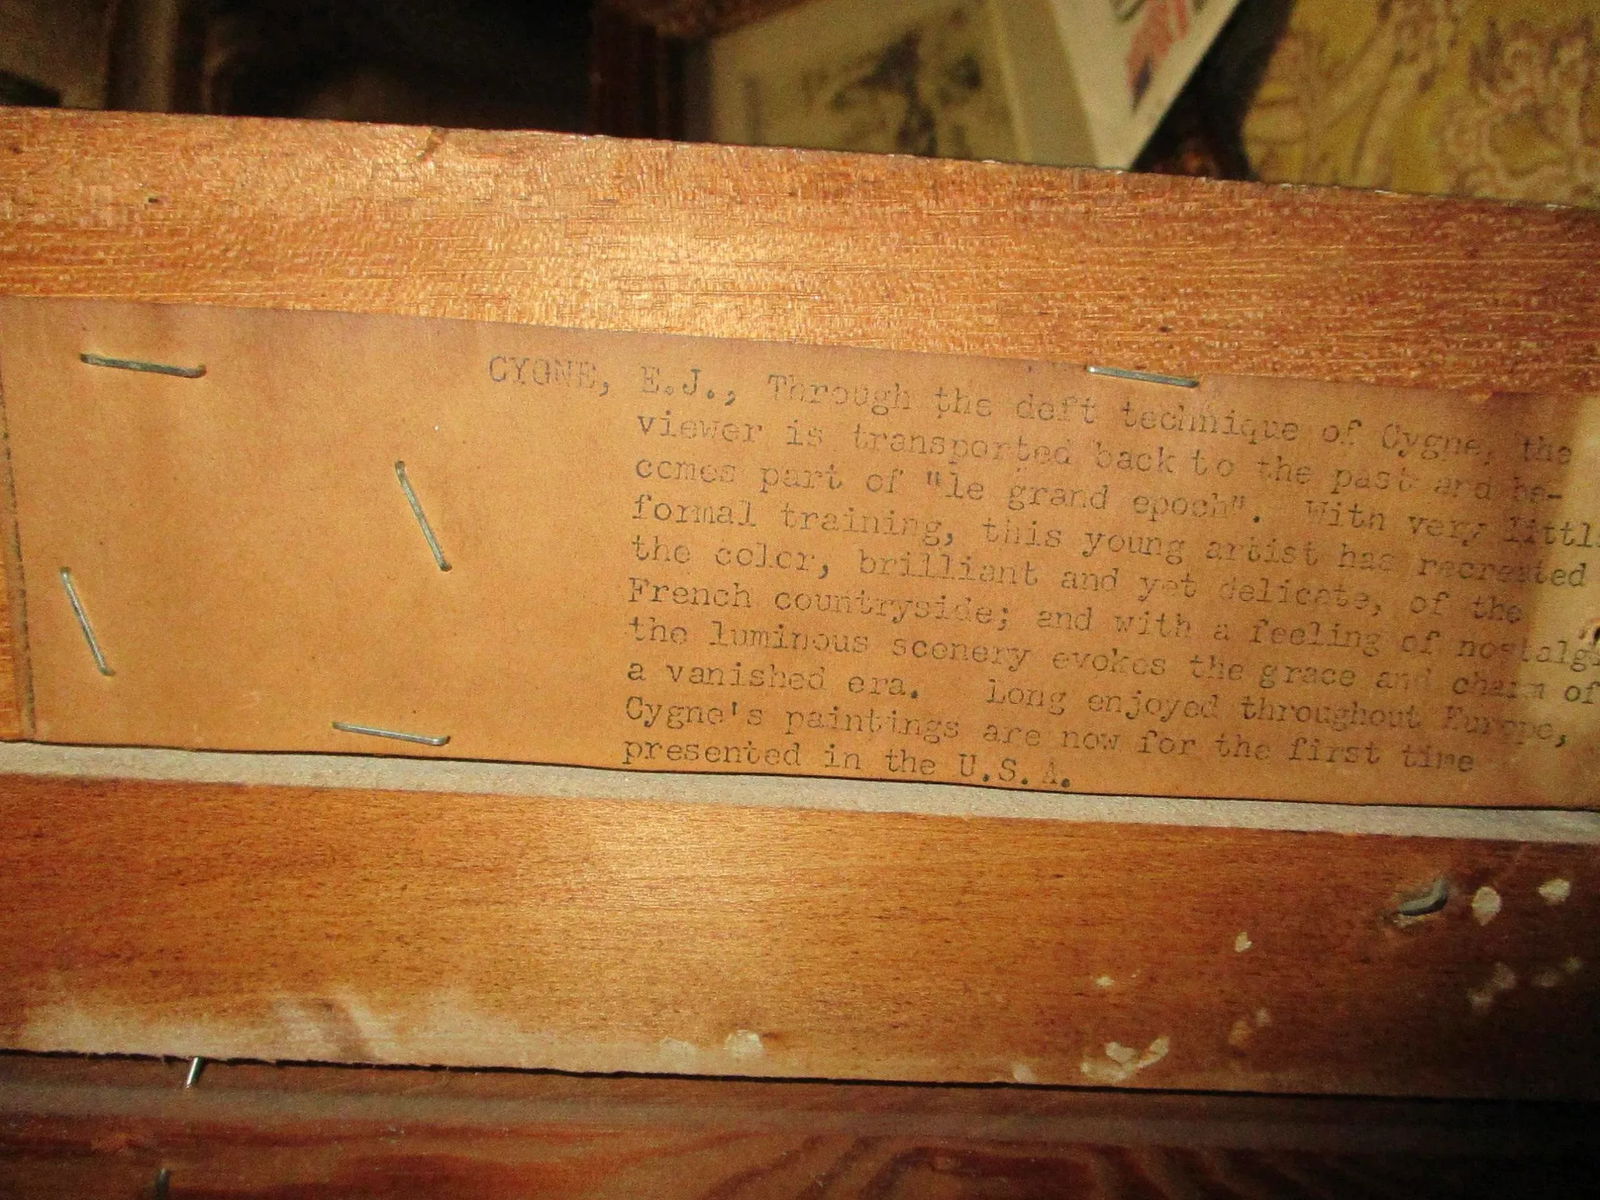 CYGNE, E.J., Through the deft technique of Cygne, the
viewer is transported back to the past and be-
comes part of "le grand epoch". With very littl
formal training, this young artist has recreated
the color, brilliant and yet delicate, of the
French countryside; and with a feeling of nostalgi
the luminous scenery evokes the grace and charm of
a vanished era. Long enjoyed throughout Europe,
Cygne's paintings are now for the first time
presented in the U.S.A.